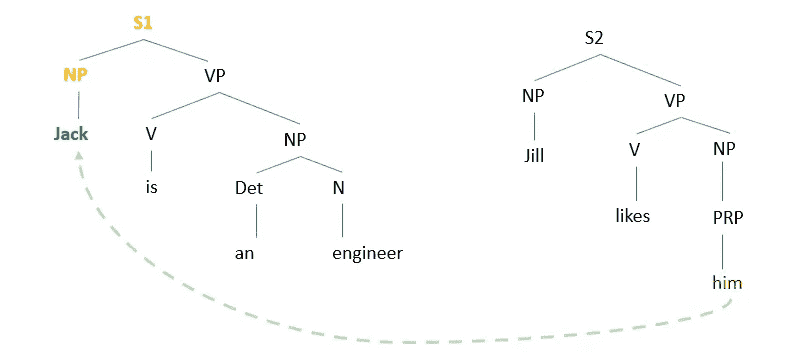 S1
NP VP
Jack V NP
is Det N
an engineer
S2
NP VP
Jill V NP
likes PRP
him